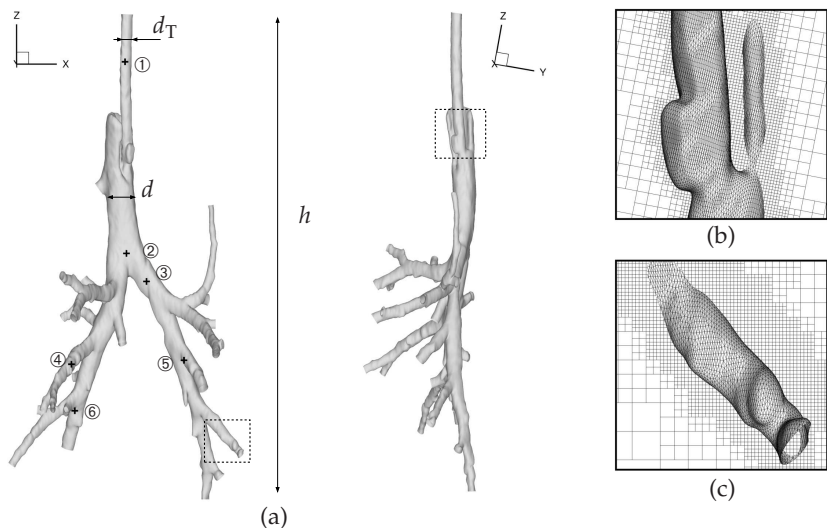 Z
X
d_T
①
d
②
③
④
⑤
⑥
h
Z
X
Y
(a)
(b)
(c)